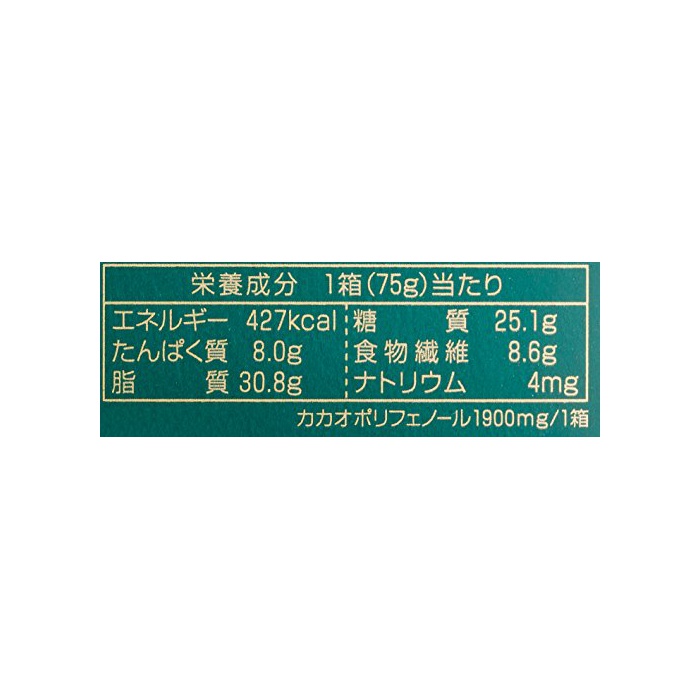 栄養成分 1箱(75g)当たり
エネルギー 427kcal 糖質 25.1g
たんぱく質 8.0g 食物繊維 8.6g
脂質 30.8g ナトリウム 4mg
カカオポリフェノール1900mg/1箱